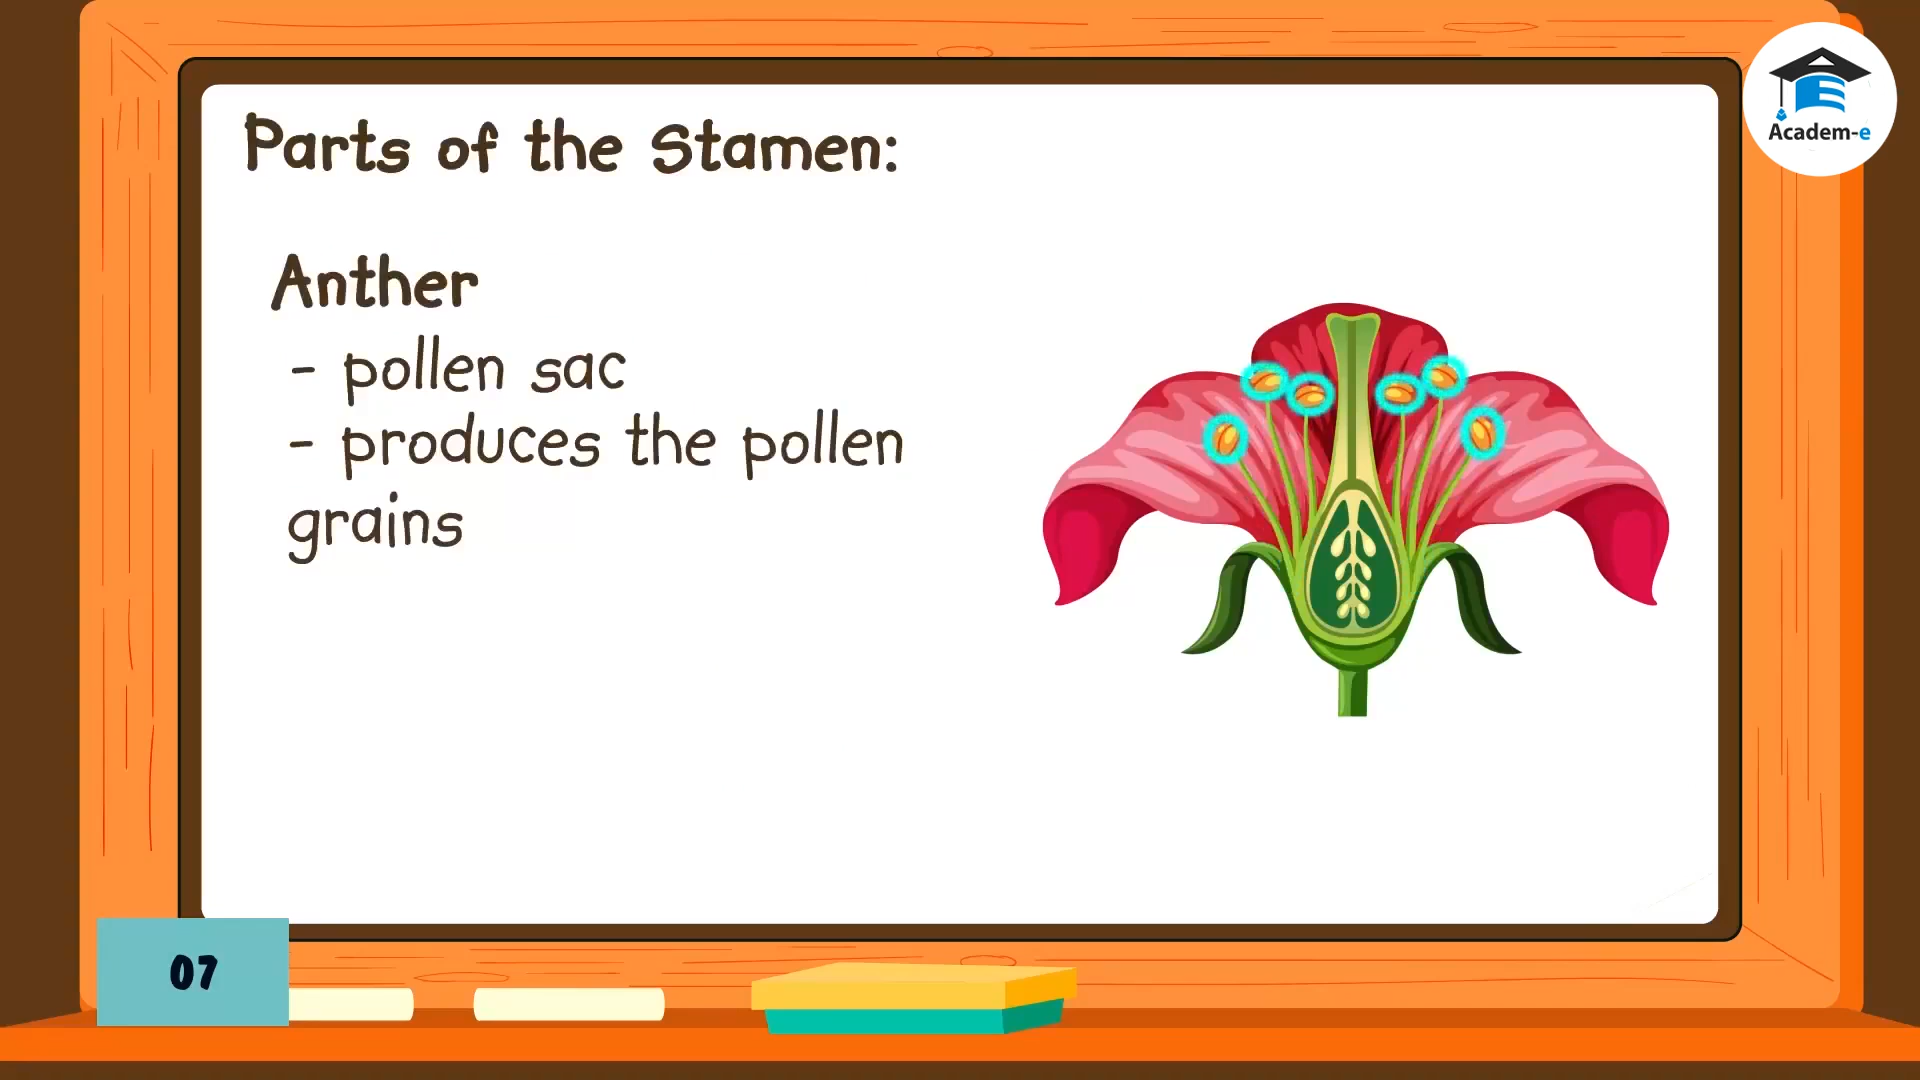 Parts of the Stamen:
Academ-e
Anther
- pollen sac
- produces the pollen
grains
07